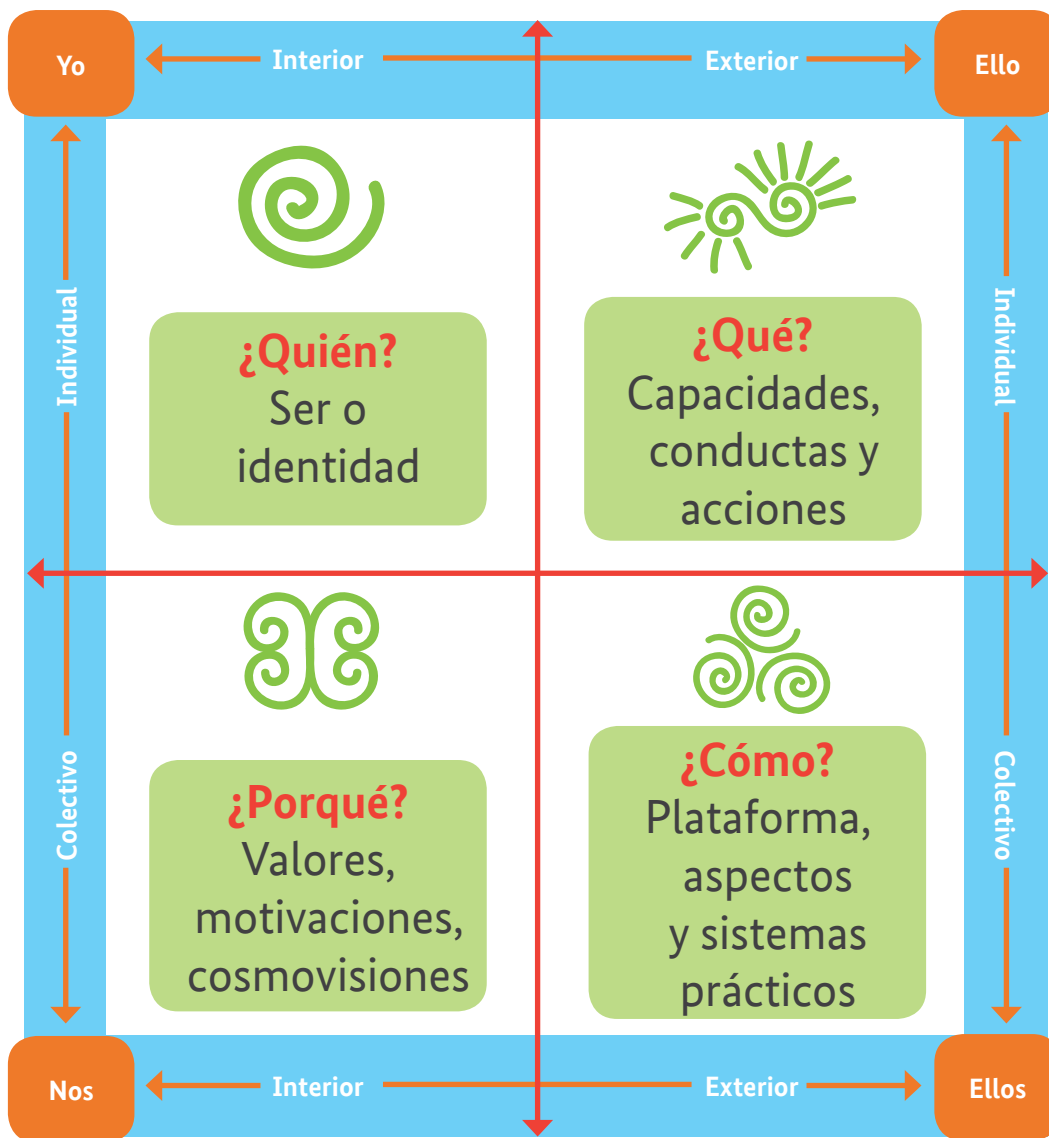 Yo
Interior
Exterior
Ello
Individual
Individual
¿Quién?
Ser o
identidad
¿Qué?
Capacidades,
conductas y
acciones
Colectivo
Colectivo
¿Porqué?
Valores,
motivaciones,
cosmovisiones
¿Cómo?
Plataforma,
aspectos
y sistemas
prácticos
Nos
Interior
Exterior
Ellos